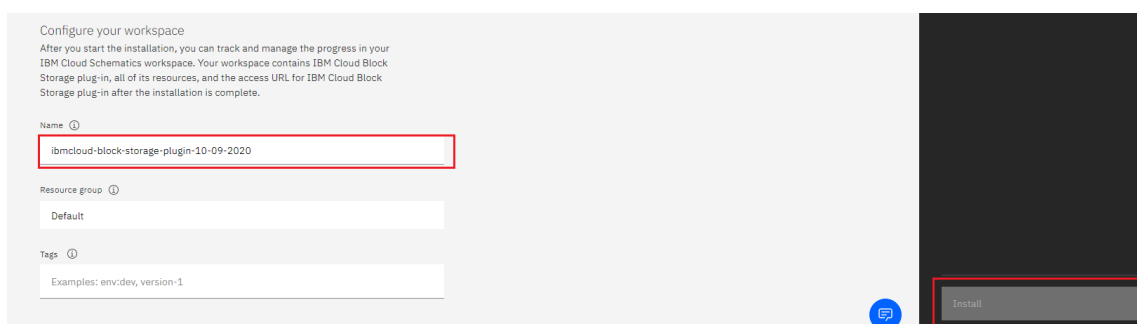 Configure your workspace
After you start the installation, you can track and manage the progress in your
IBM Cloud Schematics workspace. Your workspace contains IBM Cloud Block
Storage plug-in, all of its resources, and the access URL for IBM Cloud Block
Storage plug-in after the installation is complete.
Name
ibmcloud-block-storage-plugin-10-09-2020
Resource group
Default
Tags
Examples: env:dev, version-1
Install